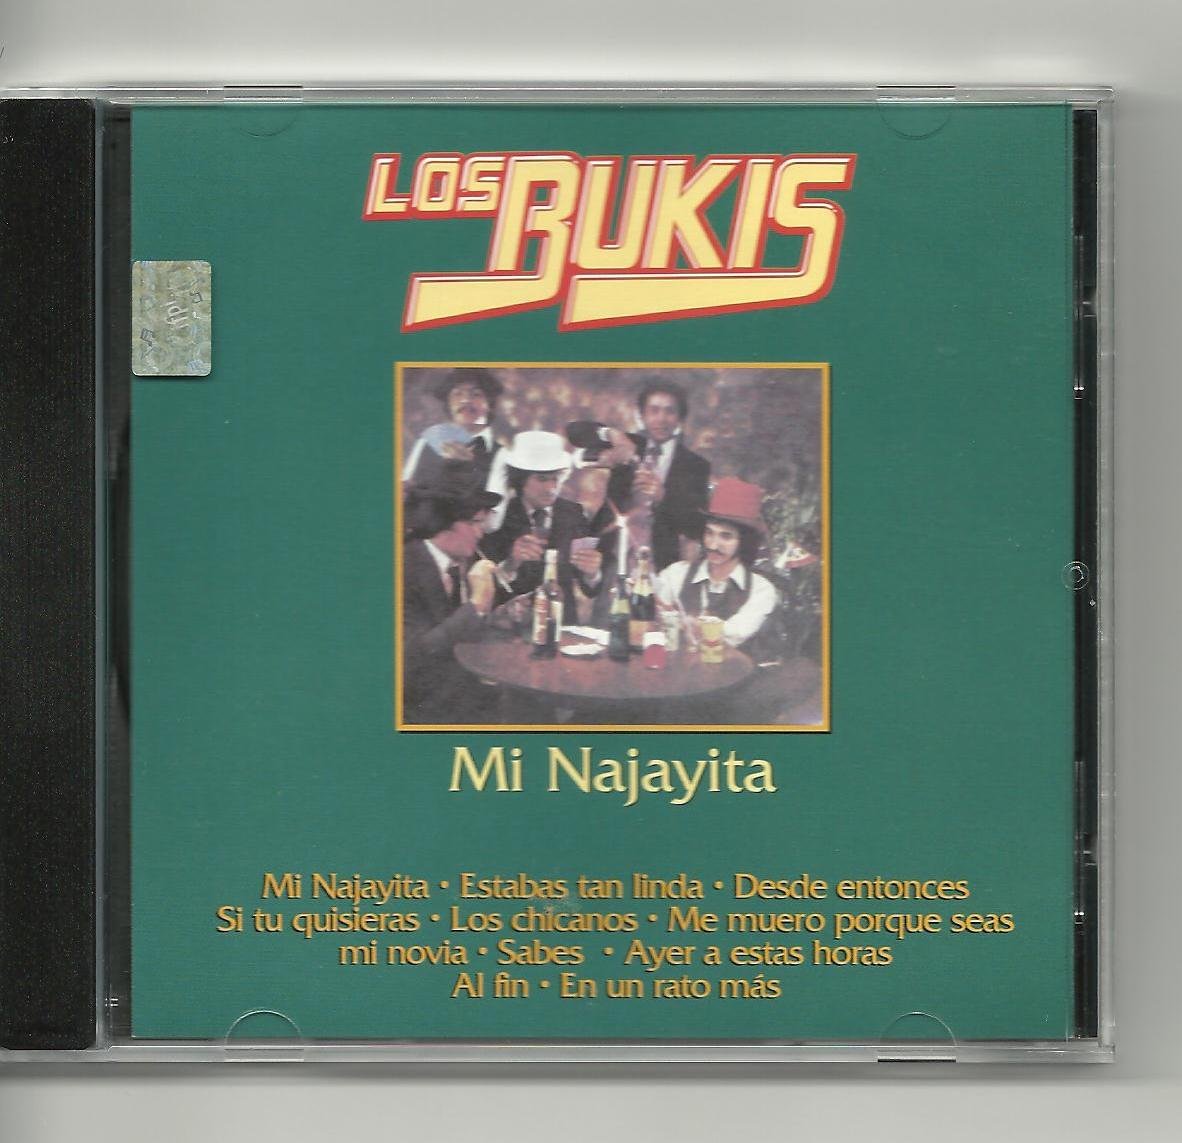 LOS BUKIS
Mi Najayita
Mi Najayita • Estabas tan linda • Desde entonces
Si tu quisieras • Los chicanos • Me muero porque seas
mi novia • Sabes • Ayer a estas horas
Al fin • En un rato más